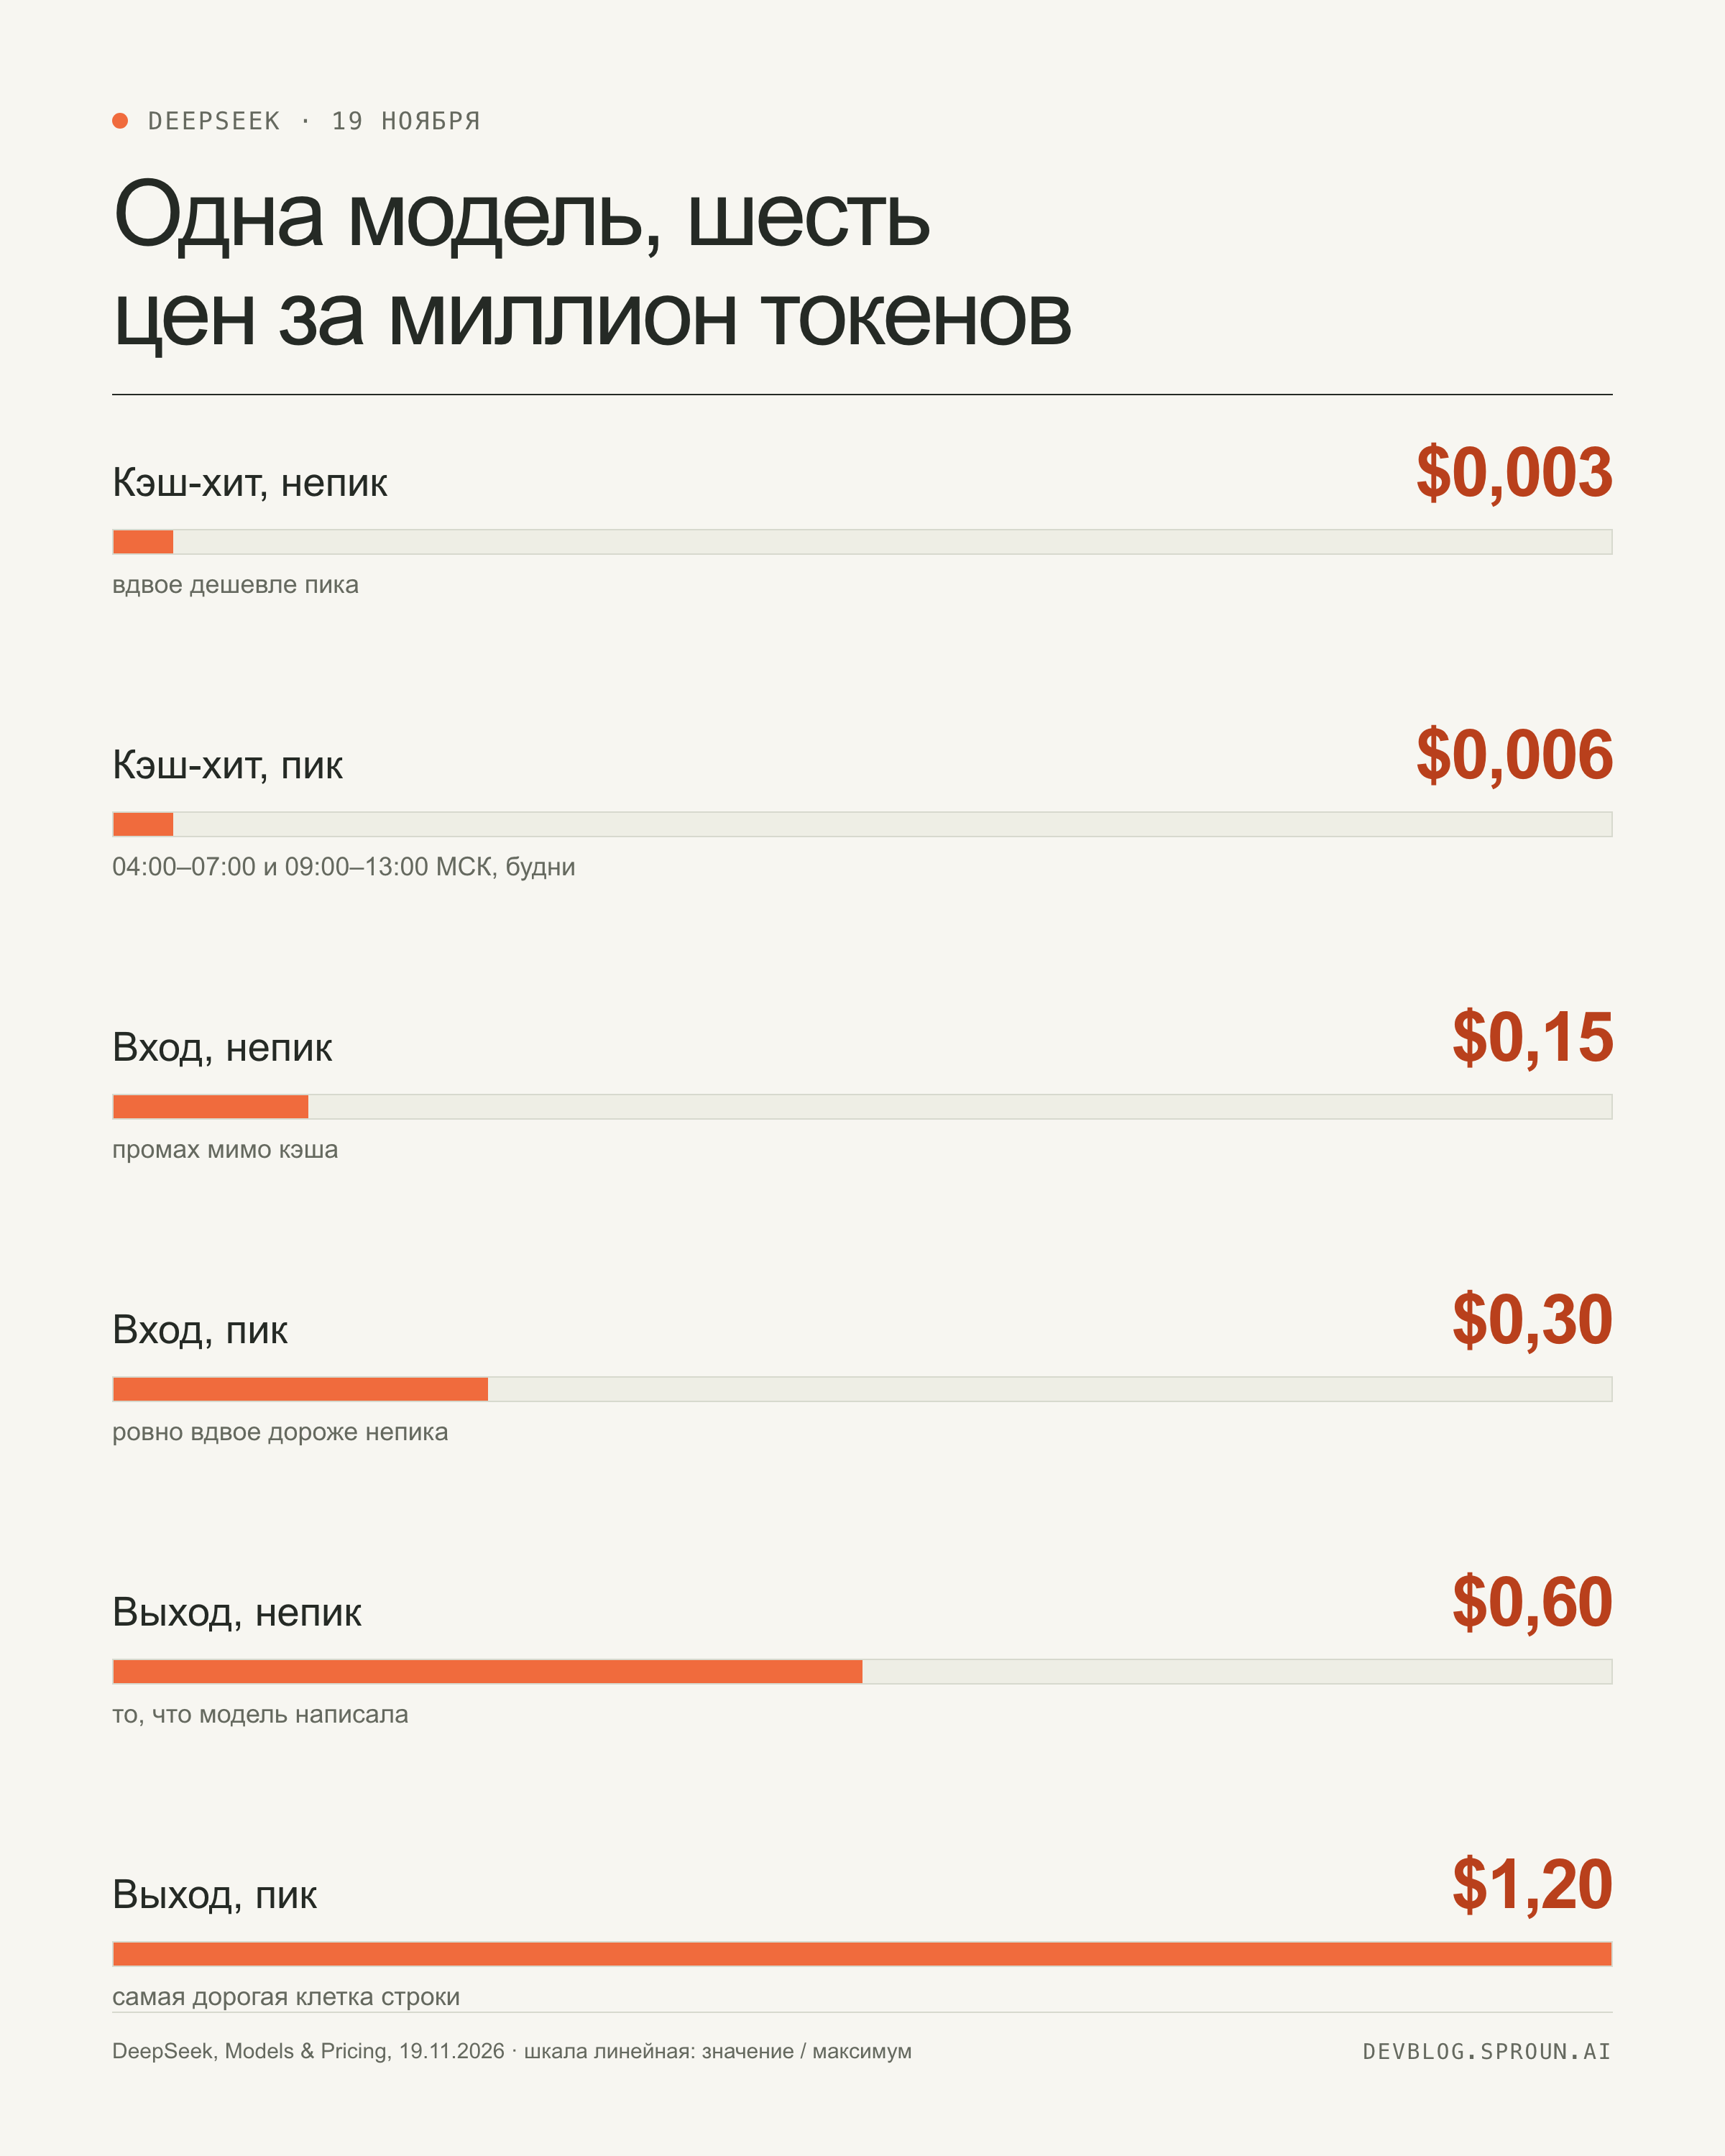 DEEPSEEK · 19 НОЯБРЯ
Одна модель, шесть
цен за миллион токенов
Кэш-хит, непик
$0,003
вдвое дешевле пика
Кэш-хит, пик
$0,006
04:00–07:00 и 09:00–13:00 МСК, будни
Вход, непик
$0,15
промах мимо кэша
Вход, пик
$0,30
ровно вдвое дороже непика
Выход, непик
$0,60
то, что модель написала
Выход, пик
$1,20
самая дорогая клетка строки
DeepSeek, Models & Pricing, 19.11.2026 · шкала линейная: значение / максимум
DEVBLOG.SPROUN.AI